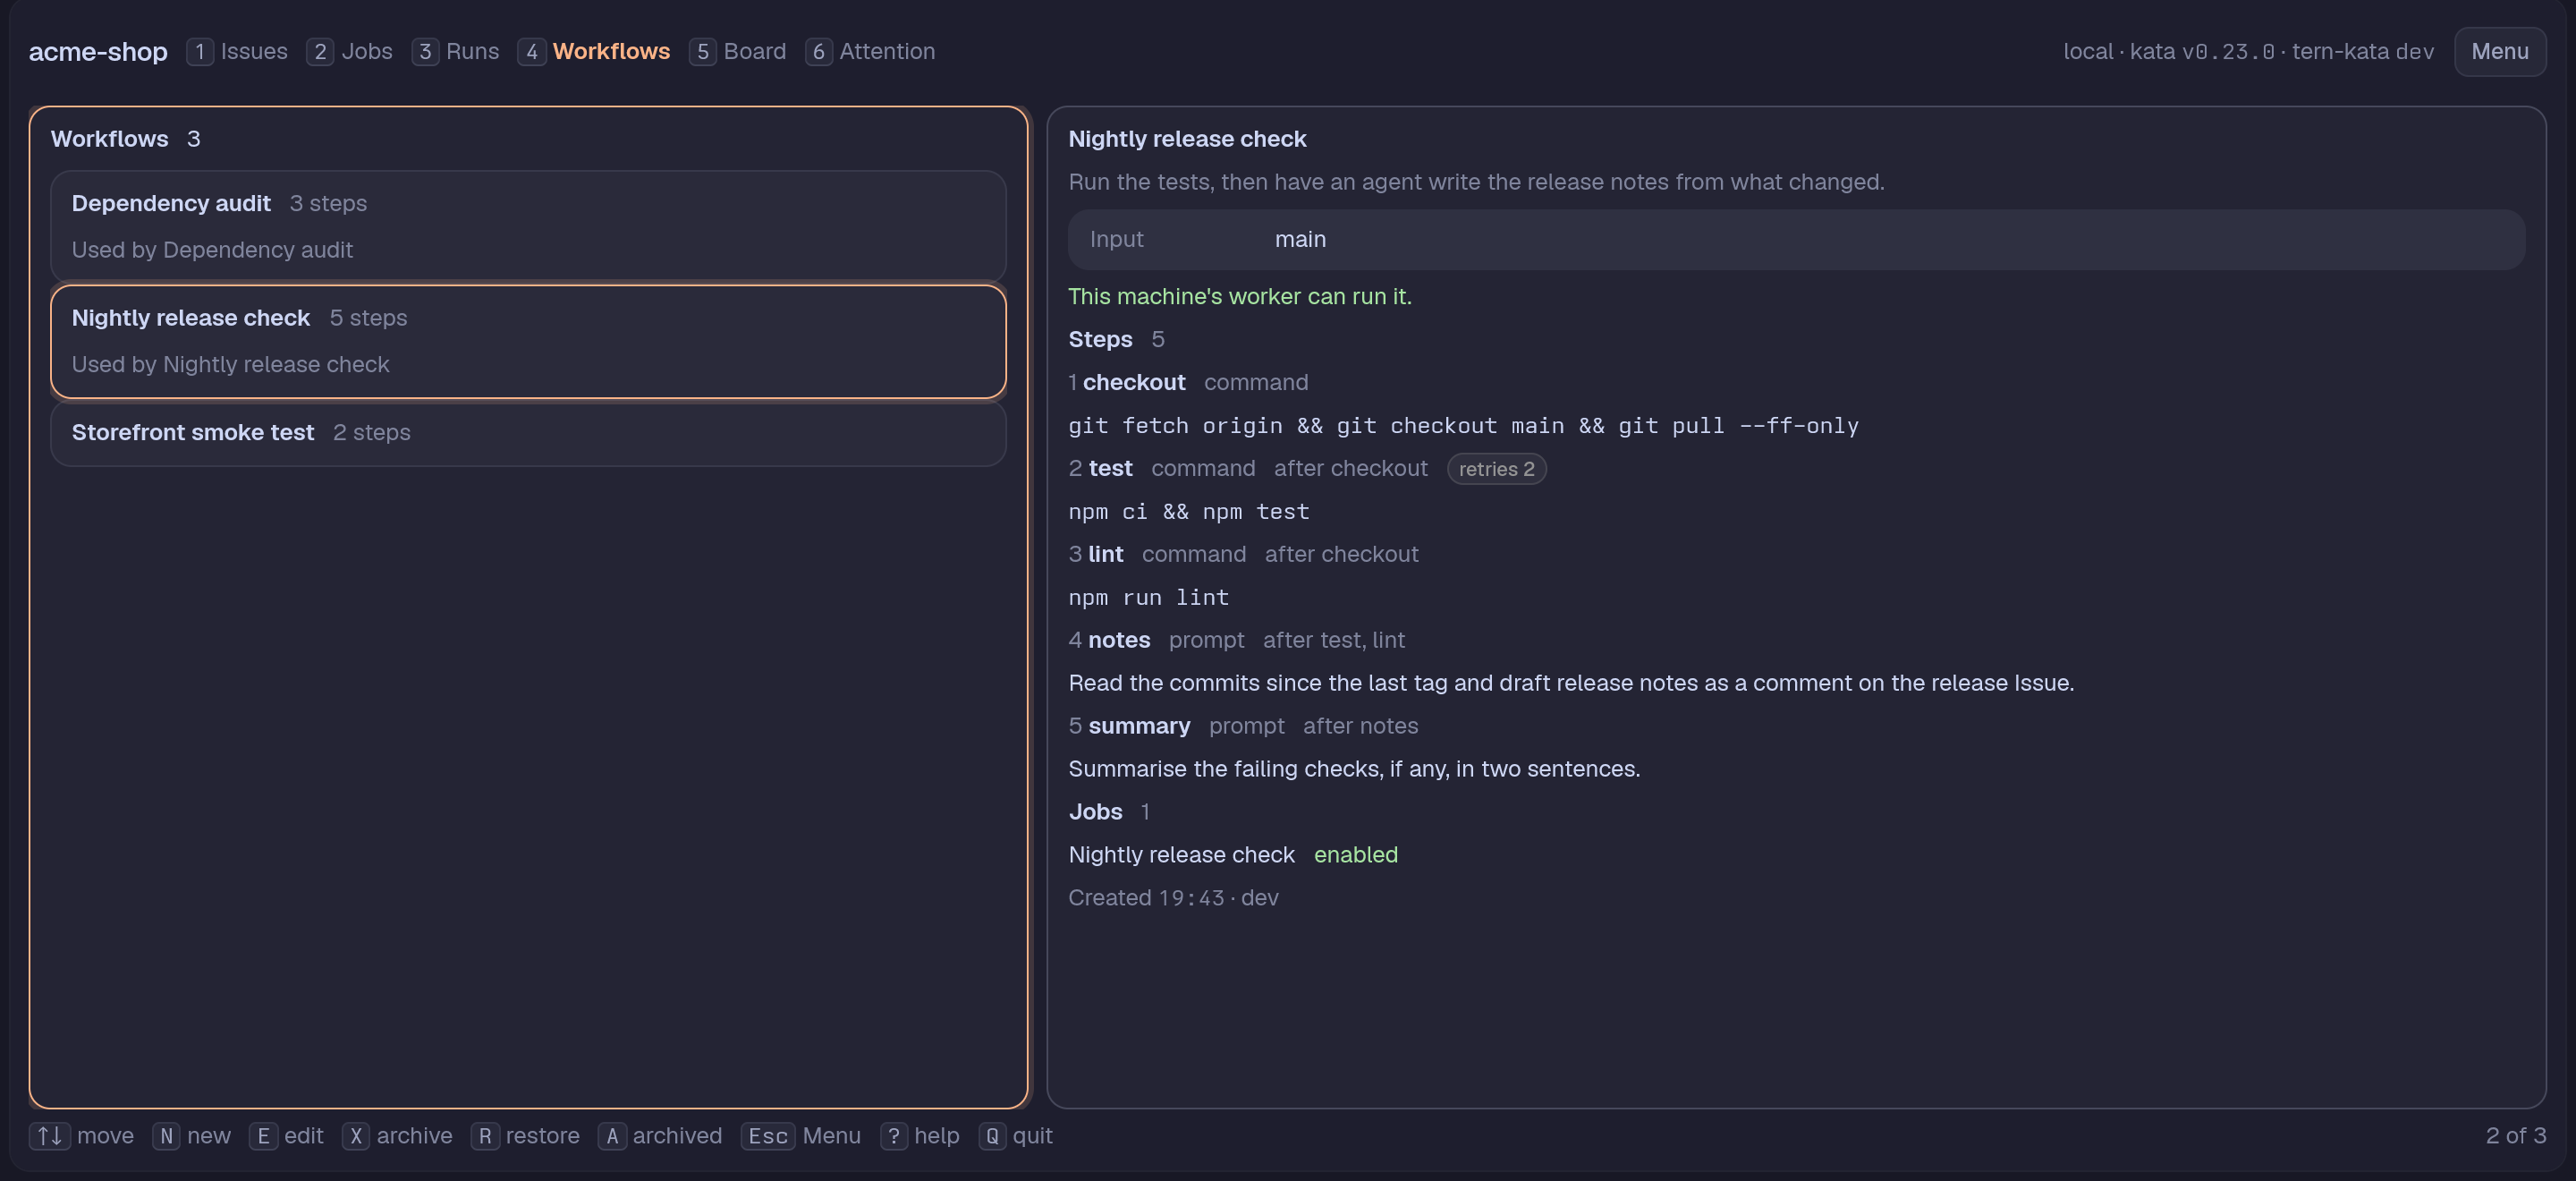 acme-shop 1 Issues 2 Jobs 3 Runs 4 Workflows 5 Board 6 Attention local · kata v0.23.0 · tern-kata dev Menu
Workflows 3
Dependency audit 3 steps
Used by Dependency audit
Nightly release check 5 steps
Used by Nightly release check
Storefront smoke test 2 steps
Nightly release check
Run the tests, then have an agent write the release notes from what changed.
Input main
This machine's worker can run it.
Steps 5
1 checkout command
git fetch origin && git checkout main && git pull --ff-only
2 test command after checkout retries 2
npm ci && npm test
3 lint command after checkout
npm run lint
4 notes prompt after test, lint
Read the commits since the last tag and draft release notes as a comment on the release Issue.
5 summary prompt after notes
Summarise the failing checks, if any, in two sentences.
Jobs 1
Nightly release check enabled
Created 19:43 · dev
↑↓ move N new E edit X archive R restore A archived Esc Menu ? help Q quit 2 of 3